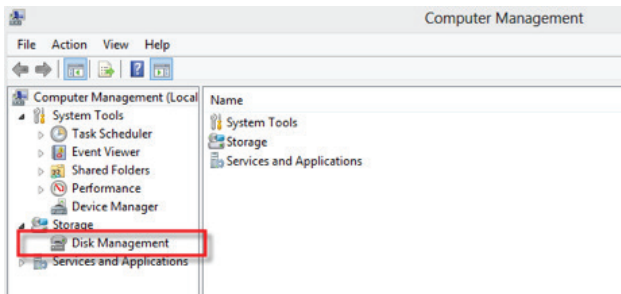 Computer Management
File Action View Help
Computer Management (Local
System Tools
Task Scheduler
Event Viewer
Shared Folders
Performance
Device Manager
Storage
Disk Management
Services and Applications
Name
System Tools
Storage
Services and Applications